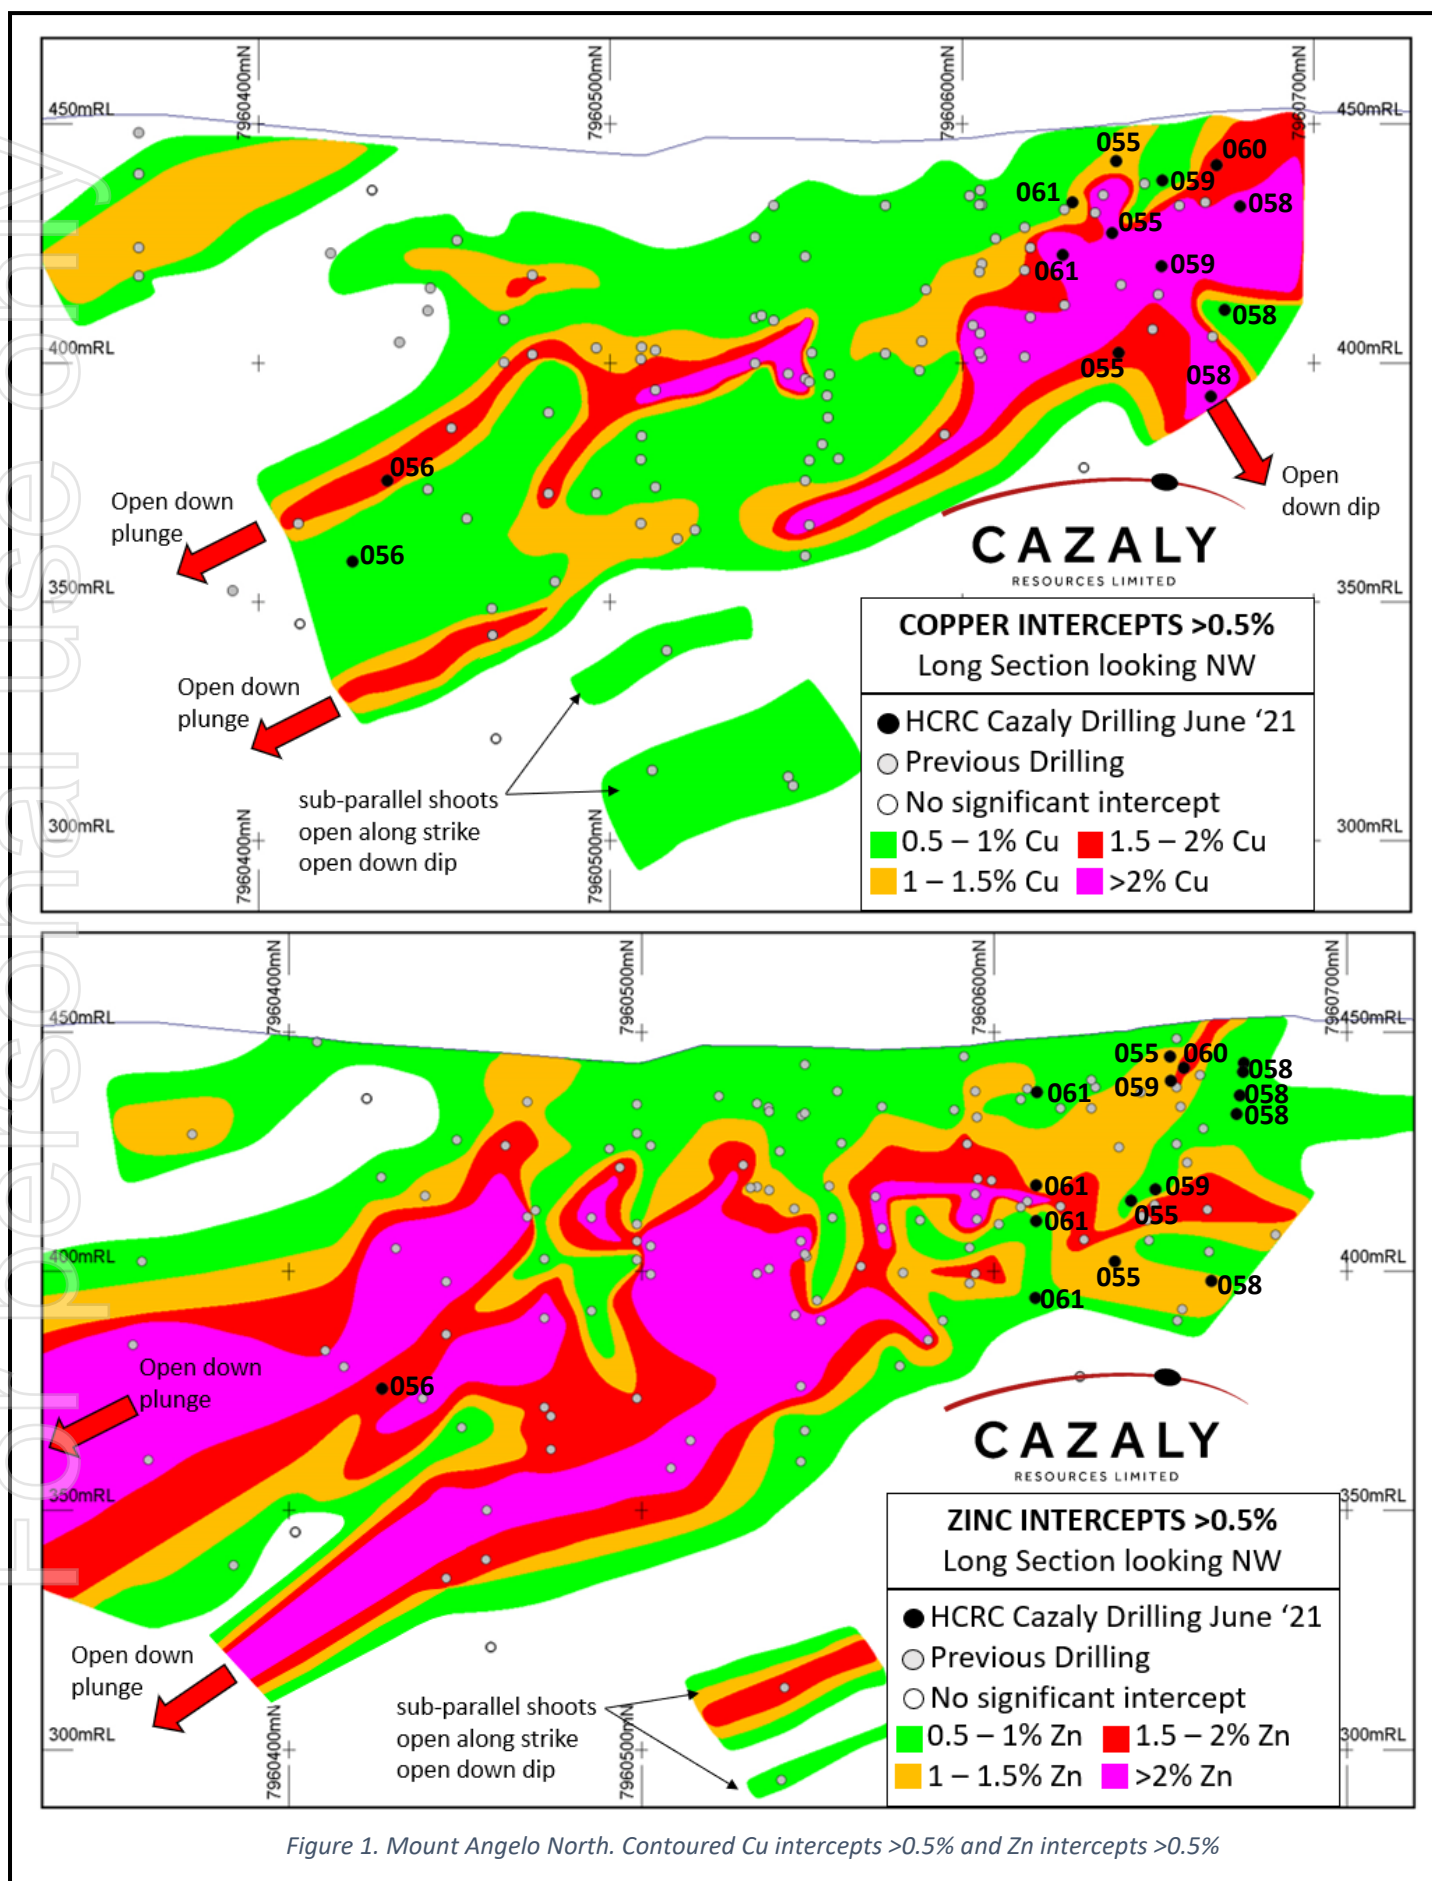 For personal use only
7960400mN
7960500mN
7960600mN
7960700mN
450mRL
450mRL
055
060
061
059
058
055
061
059
058
400mRL
400mRL
055
058
056
Open down
plunge
Open
down dip
056
CAZALY
RESOURCES LIMITED
350mRL
350mRL
COPPER INTERCEPTS >0.5%
Long Section looking NW
Open down
plunge
HCRC Cazaly Drilling June ‘21
Previous Drilling
No significant intercept
0.5 – 1% Cu
1.5 – 2% Cu
1 – 1.5% Cu
>2% Cu
sub-parallel shoots
open along strike
open down dip
300mRL
300mRL
7960400mN
7960500mN
7960400mN
7960500mN
7960600mN
7960700mN
450mRL
450mRL
055
060
058
059
061
058
058
061
059
055
061
400mRL
400mRL
055
058
061
Open down
plunge
056
CAZALY
RESOURCES LIMITED
350mRL
350mRL
ZINC INTERCEPTS >0.5%
Long Section looking NW
HCRC Cazaly Drilling June ‘21
Previous Drilling
No significant intercept
0.5 – 1% Zn
1.5 – 2% Zn
1 – 1.5% Zn
>2% Zn
Open down
plunge
sub-parallel shoots
open along strike
open down dip
300mRL
300mRL
7960400mN
7960500mN
Figure 1. Mount Angelo North. Contoured Cu intercepts >0.5% and Zn intercepts >0.5%